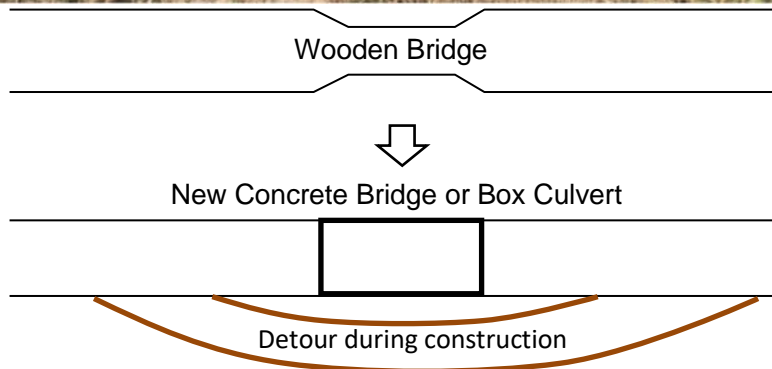 Wooden Bridge
New Concrete Bridge or Box Culvert
Detour during construction